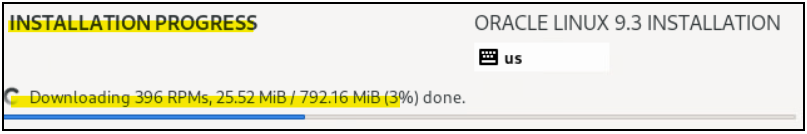 INSTALLATION PROGRESS
ORACLE LINUX 9.3 INSTALLATION
us
Downloading 396 RPMs, 25.52 MiB / 792.16 MiB (3%) done.